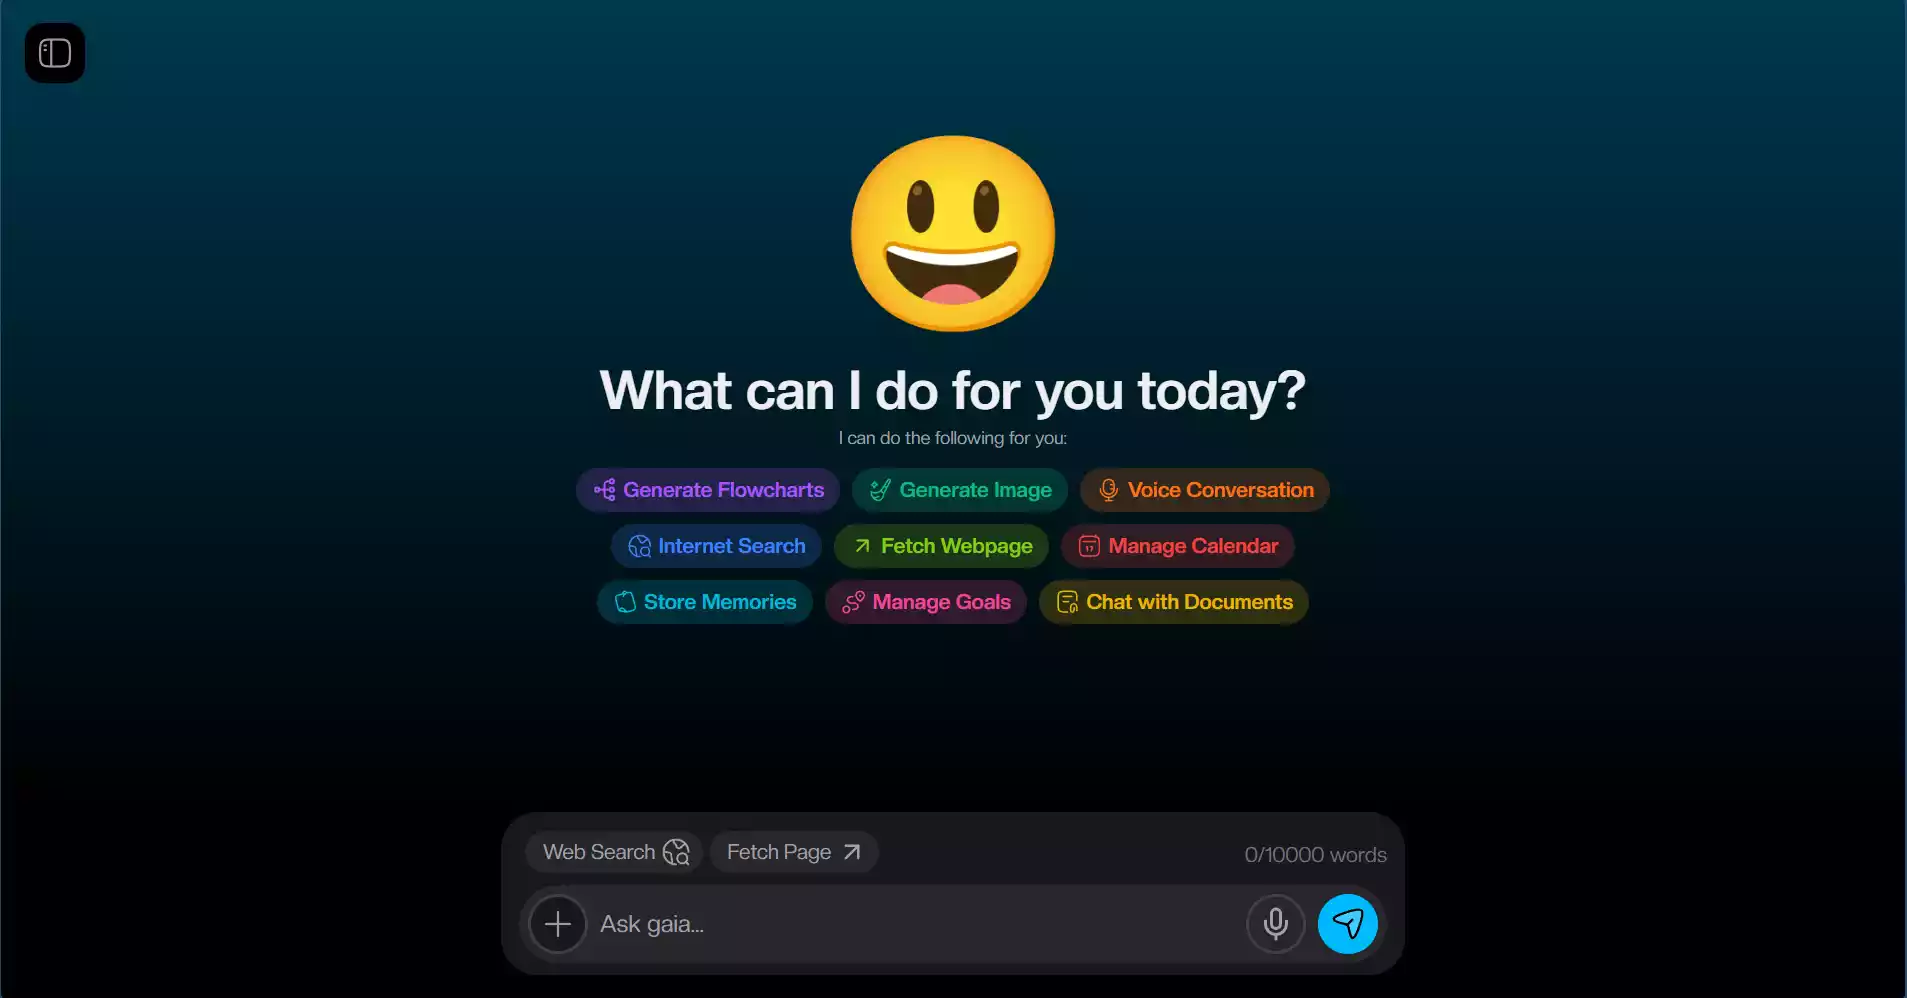 What can I do for you today?
I can do the following for you:
Generate Flowcharts Generate Image Voice Conversation
Internet Search Fetch Webpage Manage Calendar
Store Memories Manage Goals Chat with Documents
Web Search Fetch Page 0/10000 words
Ask gaia...